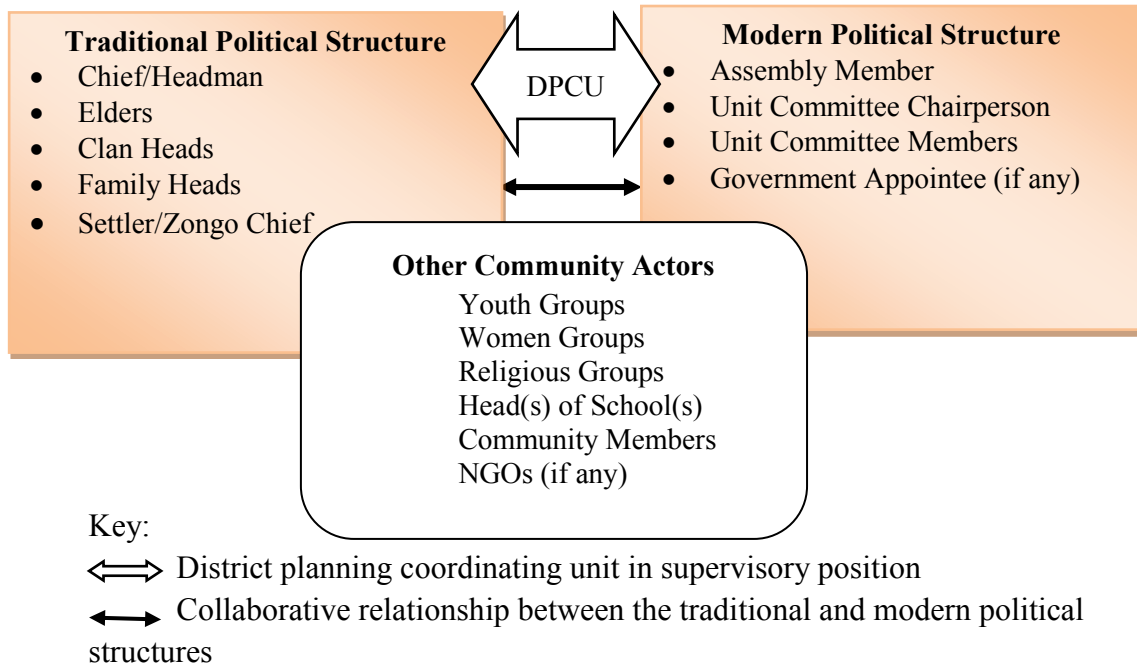 Traditional Political Structure
• Chief/Headman
• Elders
• Clan Heads
• Family Heads
• Settler/Zongo Chief
DPCU
Modern Political Structure
• Assembly Member
• Unit Committee Chairperson
• Unit Committee Members
• Government Appointee (if any)
Other Community Actors
Youth Groups
Women Groups
Religious Groups
Head(s) of School(s)
Community Members
NGOs (if any)
Key:
District planning coordinating unit in supervisory position
Collaborative relationship between the traditional and modern political
structures